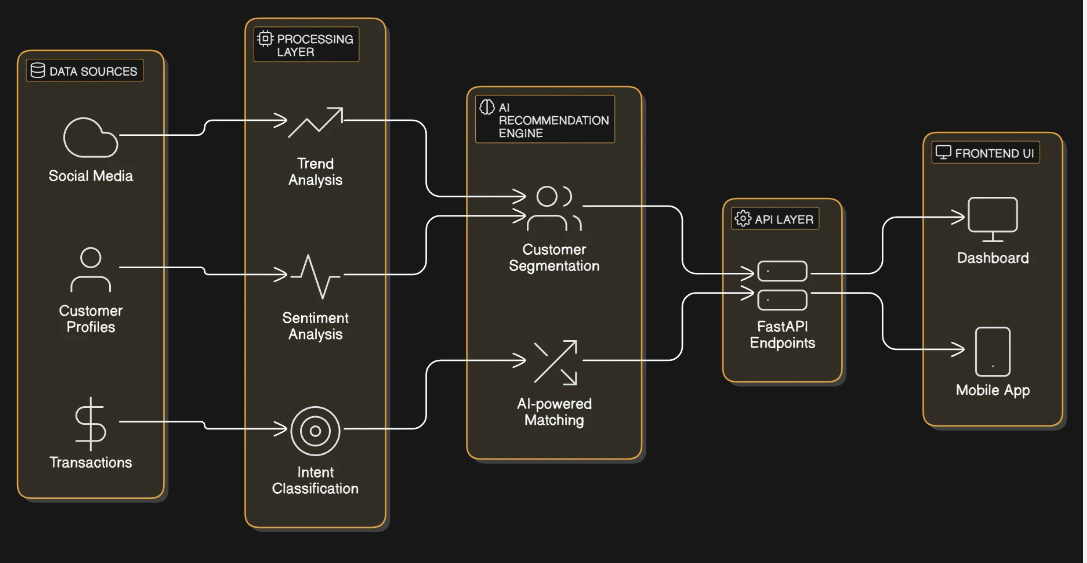 DATA SOURCES
Social Media
Customer
Profiles
Transactions
PROCESSING
LAYER
Trend
Analysis
Sentiment
Analysis
Intent
Classification
AI
RECOMMENDATION
ENGINE
Customer
Segmentation
AI-powered
Matching
API LAYER
FastAPI
Endpoints
FRONTEND UI
Dashboard
Mobile App